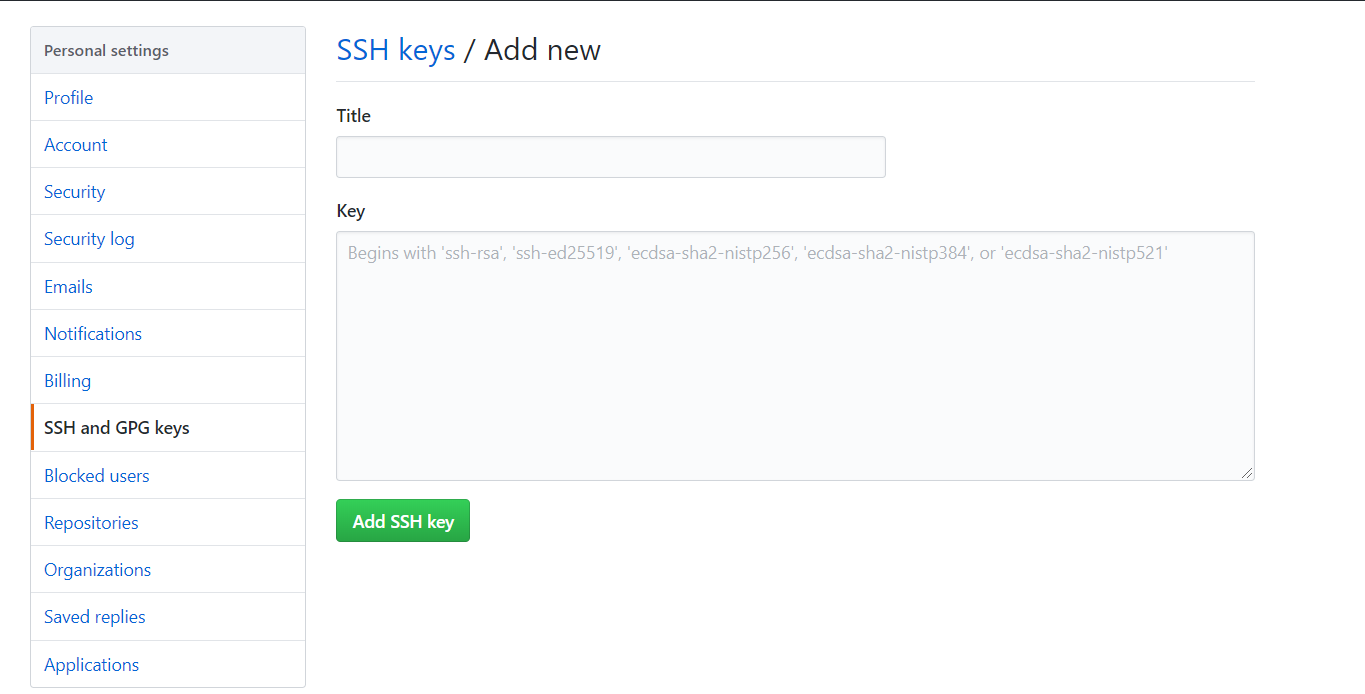 Personal settings
Profile
Account
Security
Security log
Emails
Notifications
Billing
SSH and GPG keys
Blocked users
Repositories
Organizations
Saved replies
Applications
SSH keys / Add new
Title
Key
Begins with 'ssh-rsa', 'ssh-ed25519', 'ecdsa-sha2-nistp256', 'ecdsa-sha2-nistp384', or 'ecdsa-sha2-nistp521'
Add SSH key